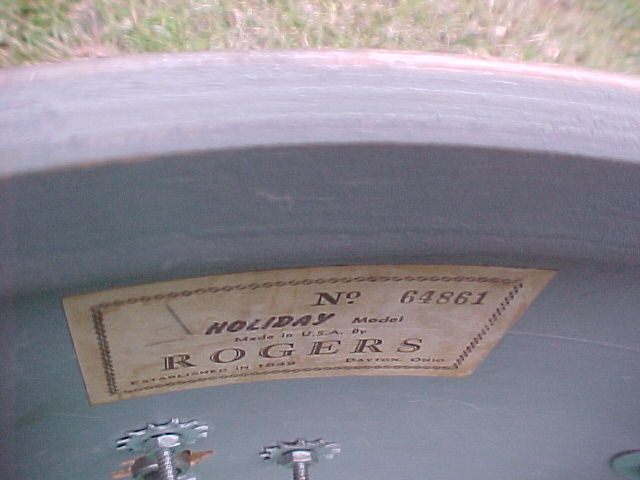 Nº 64861
HOLIDAY Model
Made in U.S.A. By
ROGERS
ESTABLISHED IN 1849 DAYTON, OHIO